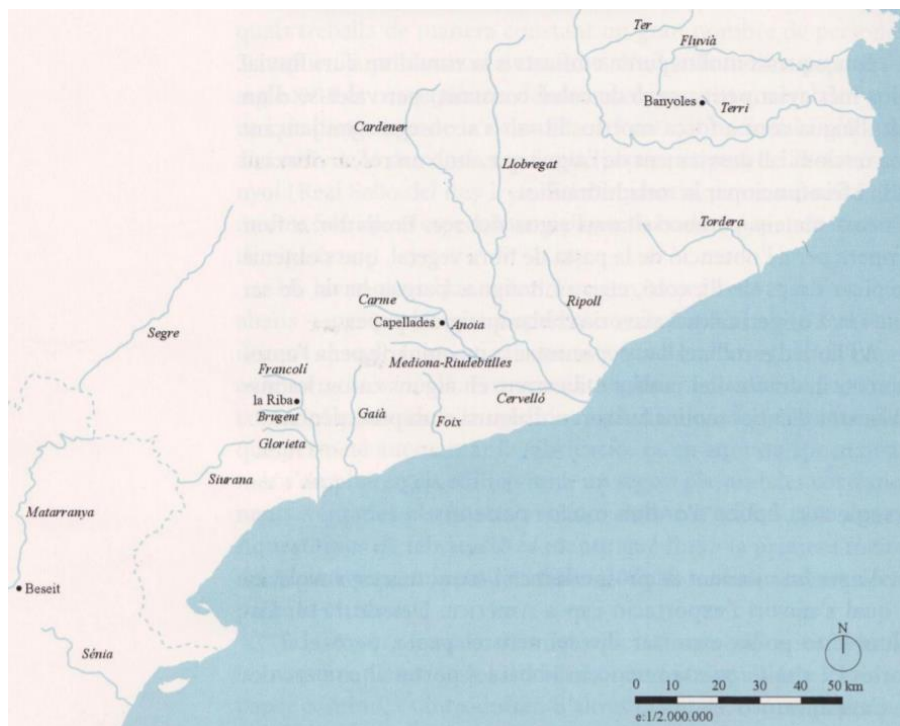 Ter
Fluvià
Banyoles
Terri
Cardener
Llobregat
Tordera
Carme
Ripoll
Capellades
Anoia
Segre
Mediona-Riudebitlles
Francolí
la Riba
Cervelló
Brugent
Gaià
Foix
Glorieta
Siurana
Matarranya
Beseit
Sénia
N
0 10 20 30 40 50 km
e:1/2.000.000